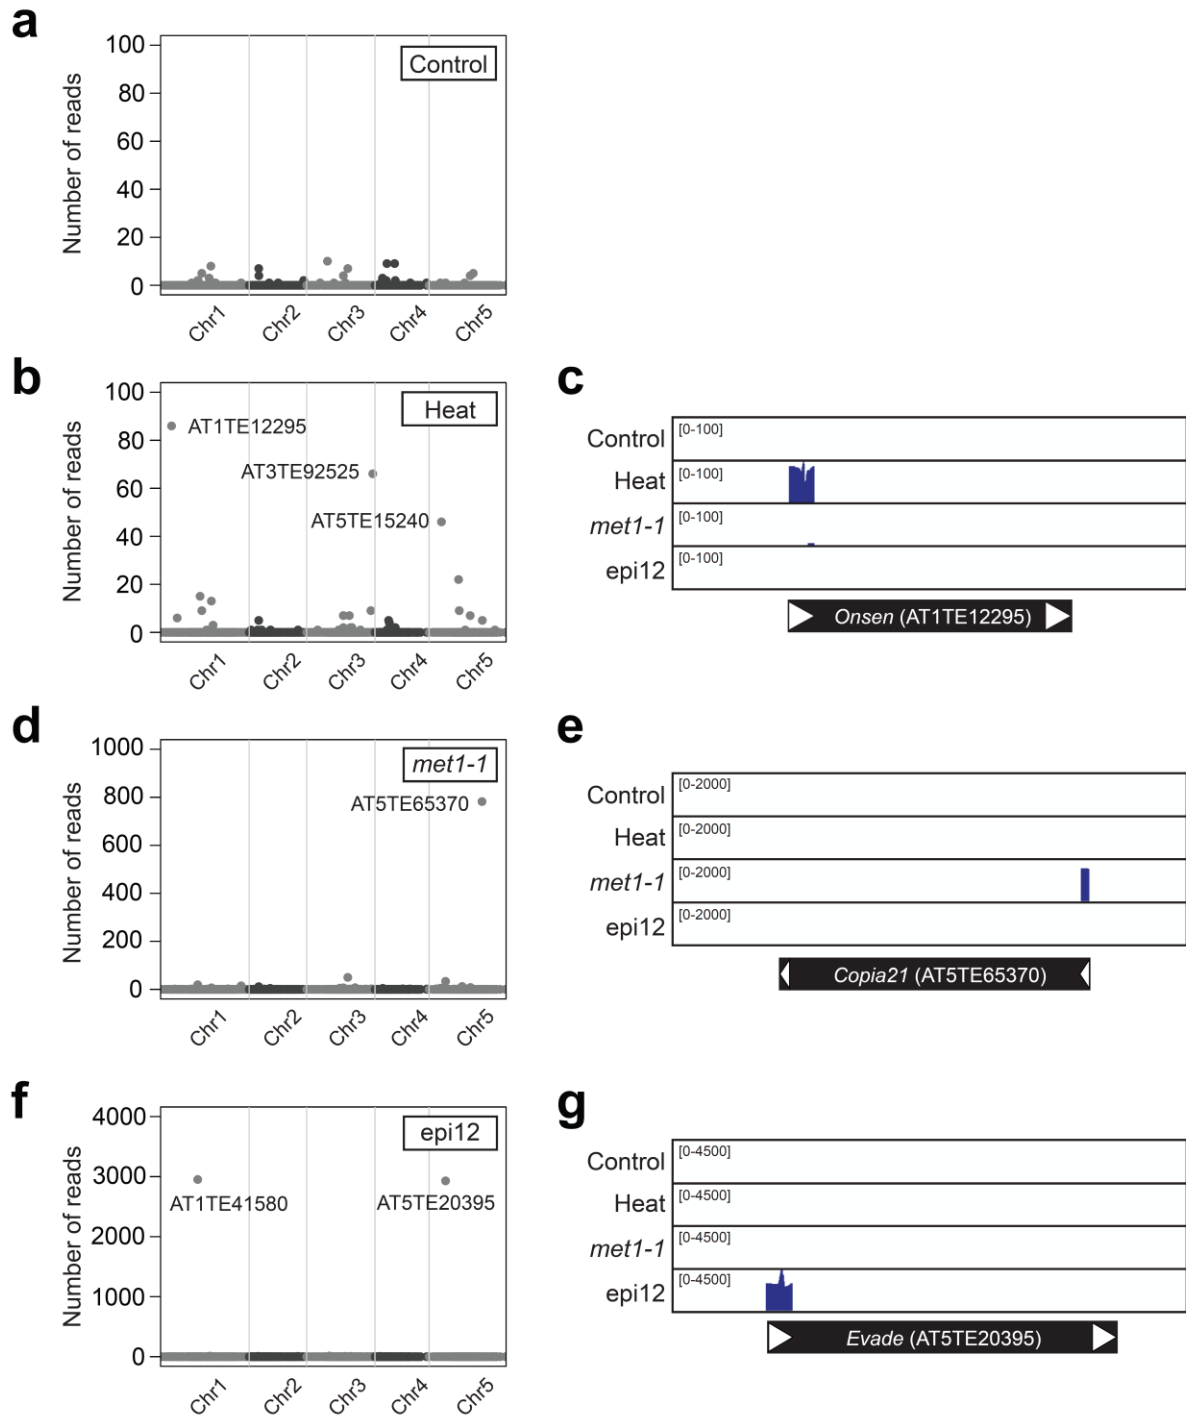 a
Number of reads
100
80
60
40
20
0
Control
Chr1
Chr2
Chr3
Chr4
Chr5
b
Number of reads
100
80
60
40
20
0
Heat
AT1TE12295
AT3TE92525
AT5TE15240
Chr1
Chr2
Chr3
Chr4
Chr5
c
Control [0-100]
Heat [0-100]
met1-1 [0-100]
epi12 [0-100]
Onsen (AT1TE12295)
d
Number of reads
1000
800
600
400
200
0
met1-1
AT5TE65370
Chr1
Chr2
Chr3
Chr4
Chr5
e
Control [0-2000]
Heat [0-2000]
met1-1 [0-2000]
epi12 [0-2000]
Copia21 (AT5TE65370)
f
Number of reads
4000
3000
2000
1000
0
epi12
AT1TE41580
AT5TE20395
Chr1
Chr2
Chr3
Chr4
Chr5
g
Control [0-4500]
Heat [0-4500]
met1-1 [0-4500]
epi12 [0-4500]
Evade (AT5TE20395)